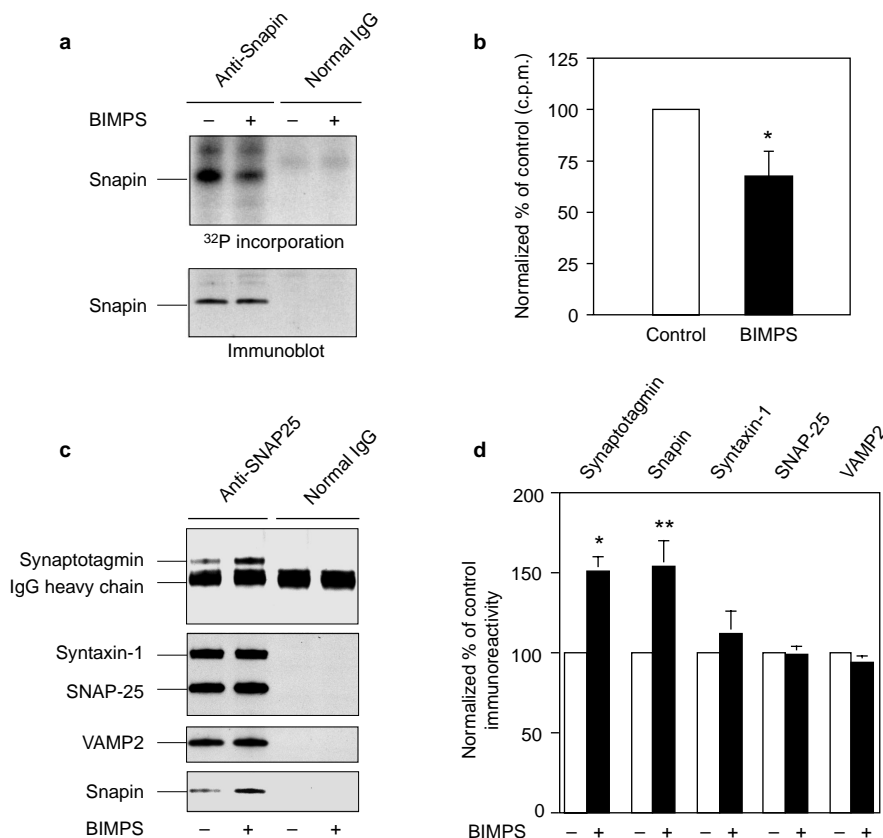 a
Anti-Snapin
Normal IgG
BIMPS – + – +
Snapin
32P incorporation
Snapin
Immunoblot
b
Normalized % of control (c.p.m.)
125
100
75
50
25
0
*
Control
BIMPS
c
Anti-SNAP25
Normal IgG
Synaptotagmin
IgG heavy chain
Syntaxin-1
SNAP-25
VAMP2
Snapin
BIMPS – + – +
d
Synaptotagmin
Snapin
Syntaxin-1
SNAP-25
VAMP2
Normalized % of control
immunoreactivity
200
150
100
50
0
*
**
BIMPS – + – + – + – + – +